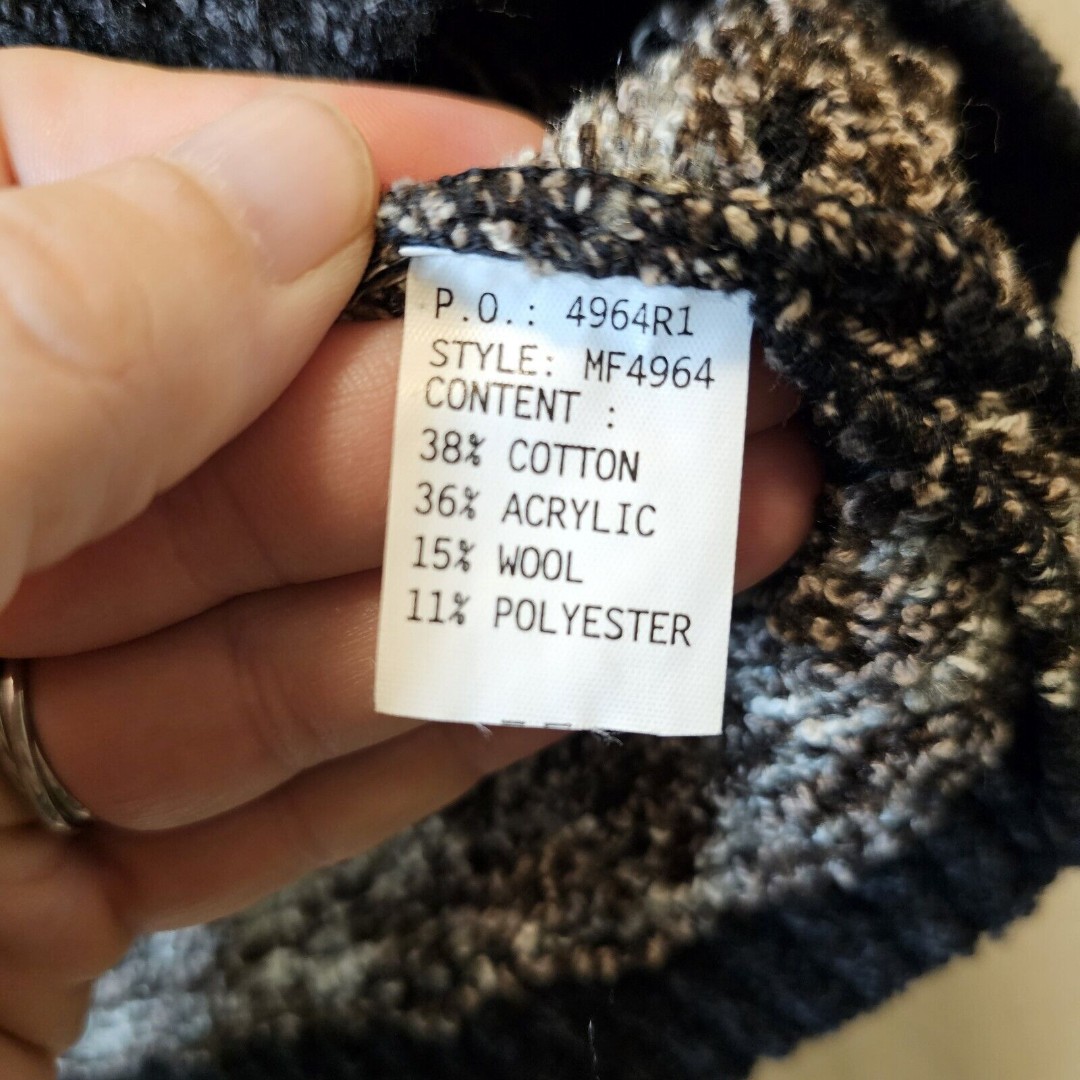 P.O.: 4964R1
STYLE: MF4964
CONTENT :
38% COTTON
36% ACRYLIC
15% WOOL
11% POLYESTER